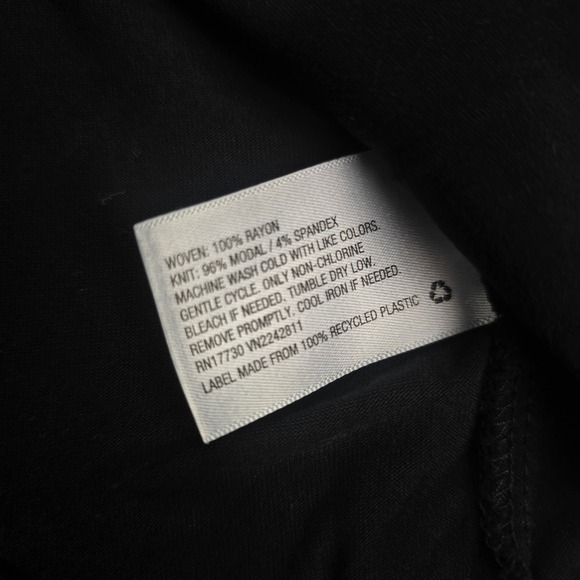 WOVEN: 100% RAYON
KNIT: 96% MODAL / 4% SPANDEX
MACHINE WASH COLD WITH LIKE COLORS.
GENTLE CYCLE. ONLY NON-CHLORINE
BLEACH IF NEEDED. TUMBLE DRY LOW.
REMOVE PROMPTLY. COOL IRON IF NEEDED.
RN17730 VN2242811
LABEL MADE FROM 100% RECYCLED PLASTIC